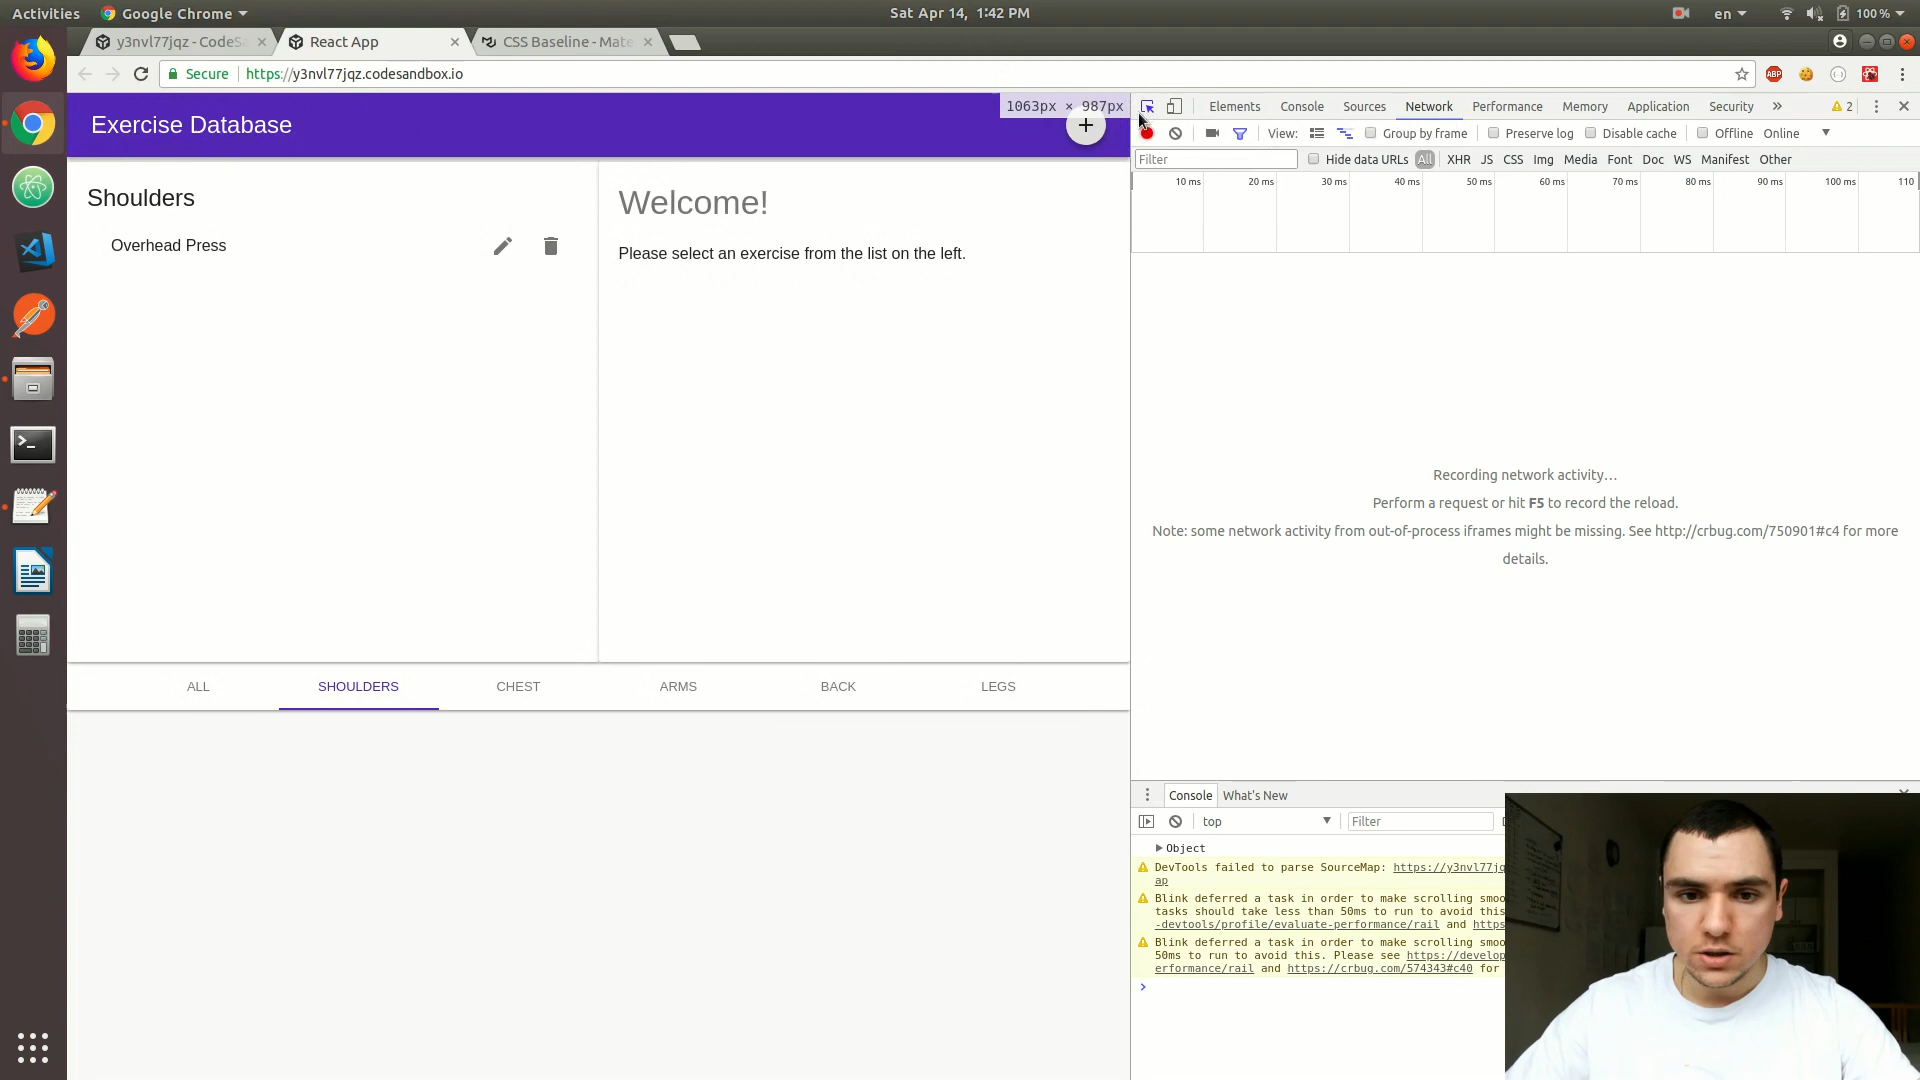 Activities
Google Chrome
Sat Apr 14, 1:42 PM
en
100 %
y3nvl77jqz - CodeSa
React App
CSS Baseline - Mate
Secure
https://y3nvl77jqz.codesandbox.io
ABP
Exercise Database
1063px × 987px
+
Shoulders
Overhead Press
Welcome!
Please select an exercise from the list on the left.
ALL
SHOULDERS
CHEST
ARMS
BACK
LEGS
Elements
Console
Sources
Network
Performance
Memory
Application
Security
»
2
View:
Group by frame
Preserve log
Disable cache
Offline
Online
Filter
Hide data URLs
All
XHR
JS
CSS
Img
Media
Font
Doc
WS
Manifest
Other
10 ms
20 ms
30 ms
40 ms
50 ms
60 ms
70 ms
80 ms
90 ms
100 ms
110
Recording network activity…
Perform a request or hit F5 to record the reload.
Note: some network activity from out-of-process iframes might be missing. See http://crbug.com/750901#c4 for more
details.
Console
What's New
top
Filter
Object
DevTools failed to parse SourceMap: https://y3nvl77jq
ap
Blink deferred a task in order to make scrolling smoo
tasks should take less than 50ms to run to avoid this
-devtools/profile/evaluate-performance/rail and https
Blink deferred a task in order to make scrolling smoo
50ms to run to avoid this. Please see https://develop
erformance/rail and https://crbug.com/574343#c40 for